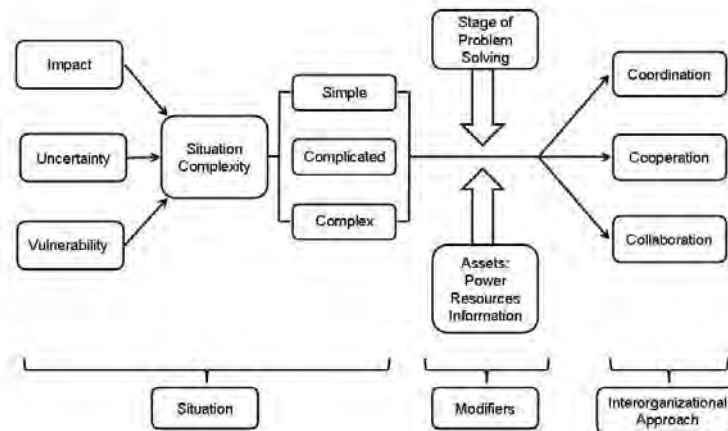 Impact
Uncertainty
Vulnerability
Situation
Complexity
Simple
Complicated
Complex
Stage of
Problem
Solving
Assets:
Power
Resources
Information
Coordination
Cooperation
Collaboration
Situation
Modifiers
Interorganizational
Approach